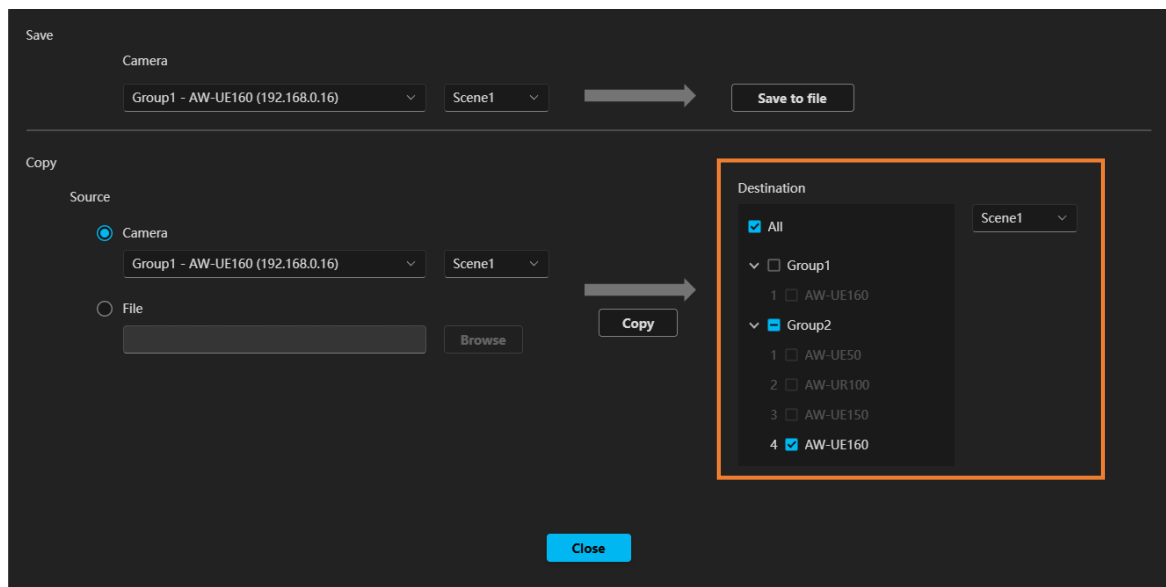 Save
Camera
Group1 - AW-UE160 (192.168.0.16) Scene1 Save to file
Copy
Source
Camera
Group1 - AW-UE160 (192.168.0.16) Scene1
File
Browse
Copy
Destination
All Scene1
Group1
1 AW-UE160
Group2
1 AW-UE50
2 AW-UR100
3 AW-UE150
4 AW-UE160
Close